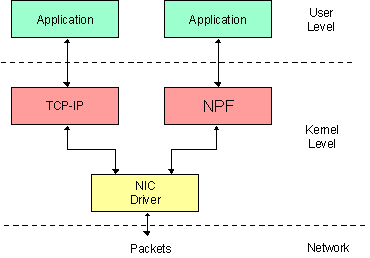 Application
Application
User
Level
TCP-IP
NPF
Kernel
Level
NIC
Driver
Packets
Network